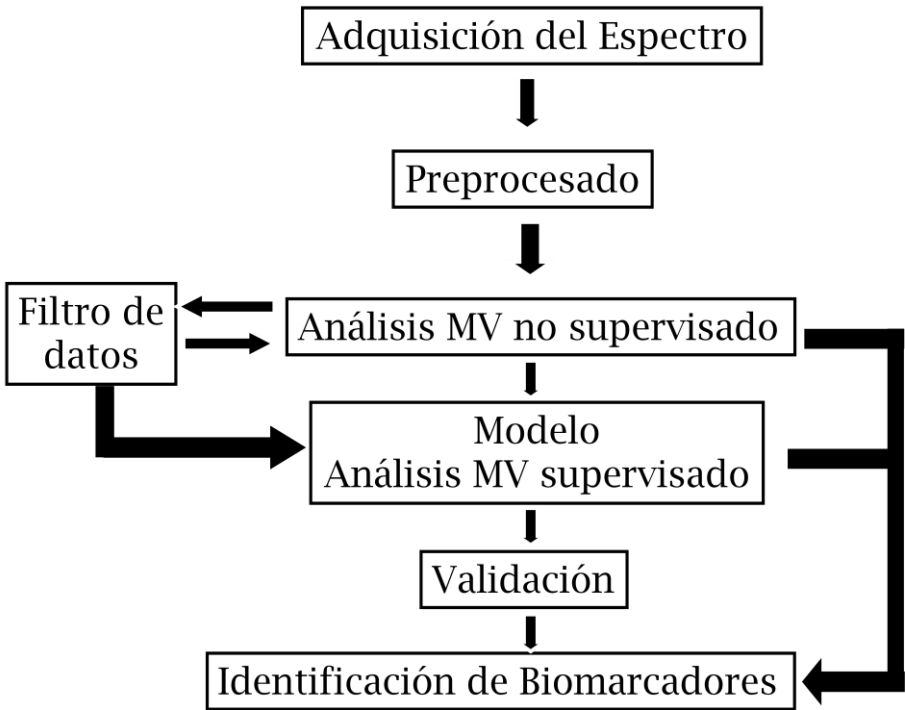 Adquisición del Espectro
Preprocesado
Filtro de
datos
Análisis MV no supervisado
Modelo
Análisis MV supervisado
Validación
Identificación de Biomarcadores